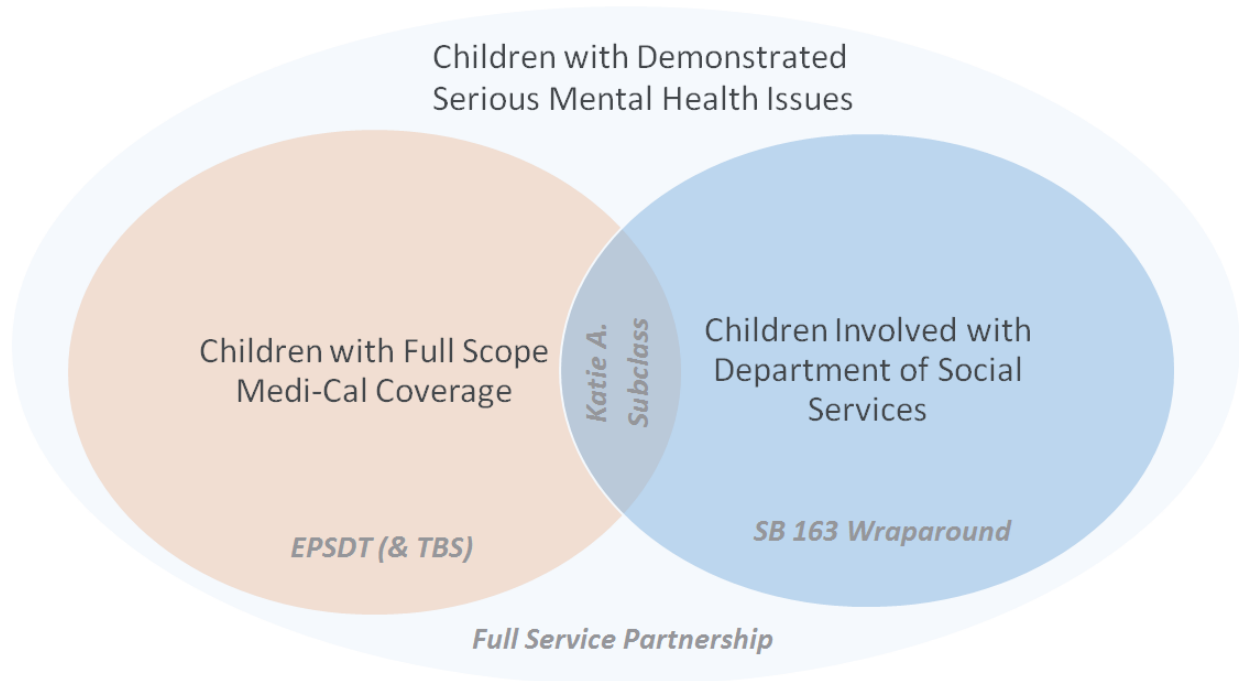 Children with Demonstrated
Serious Mental Health Issues
Children with Full Scope
Medi-Cal Coverage
Katie A.
Subclass
Children Involved with
Department of Social
Services
EPSDT (& TBS)
SB 163 Wraparound
Full Service Partnership